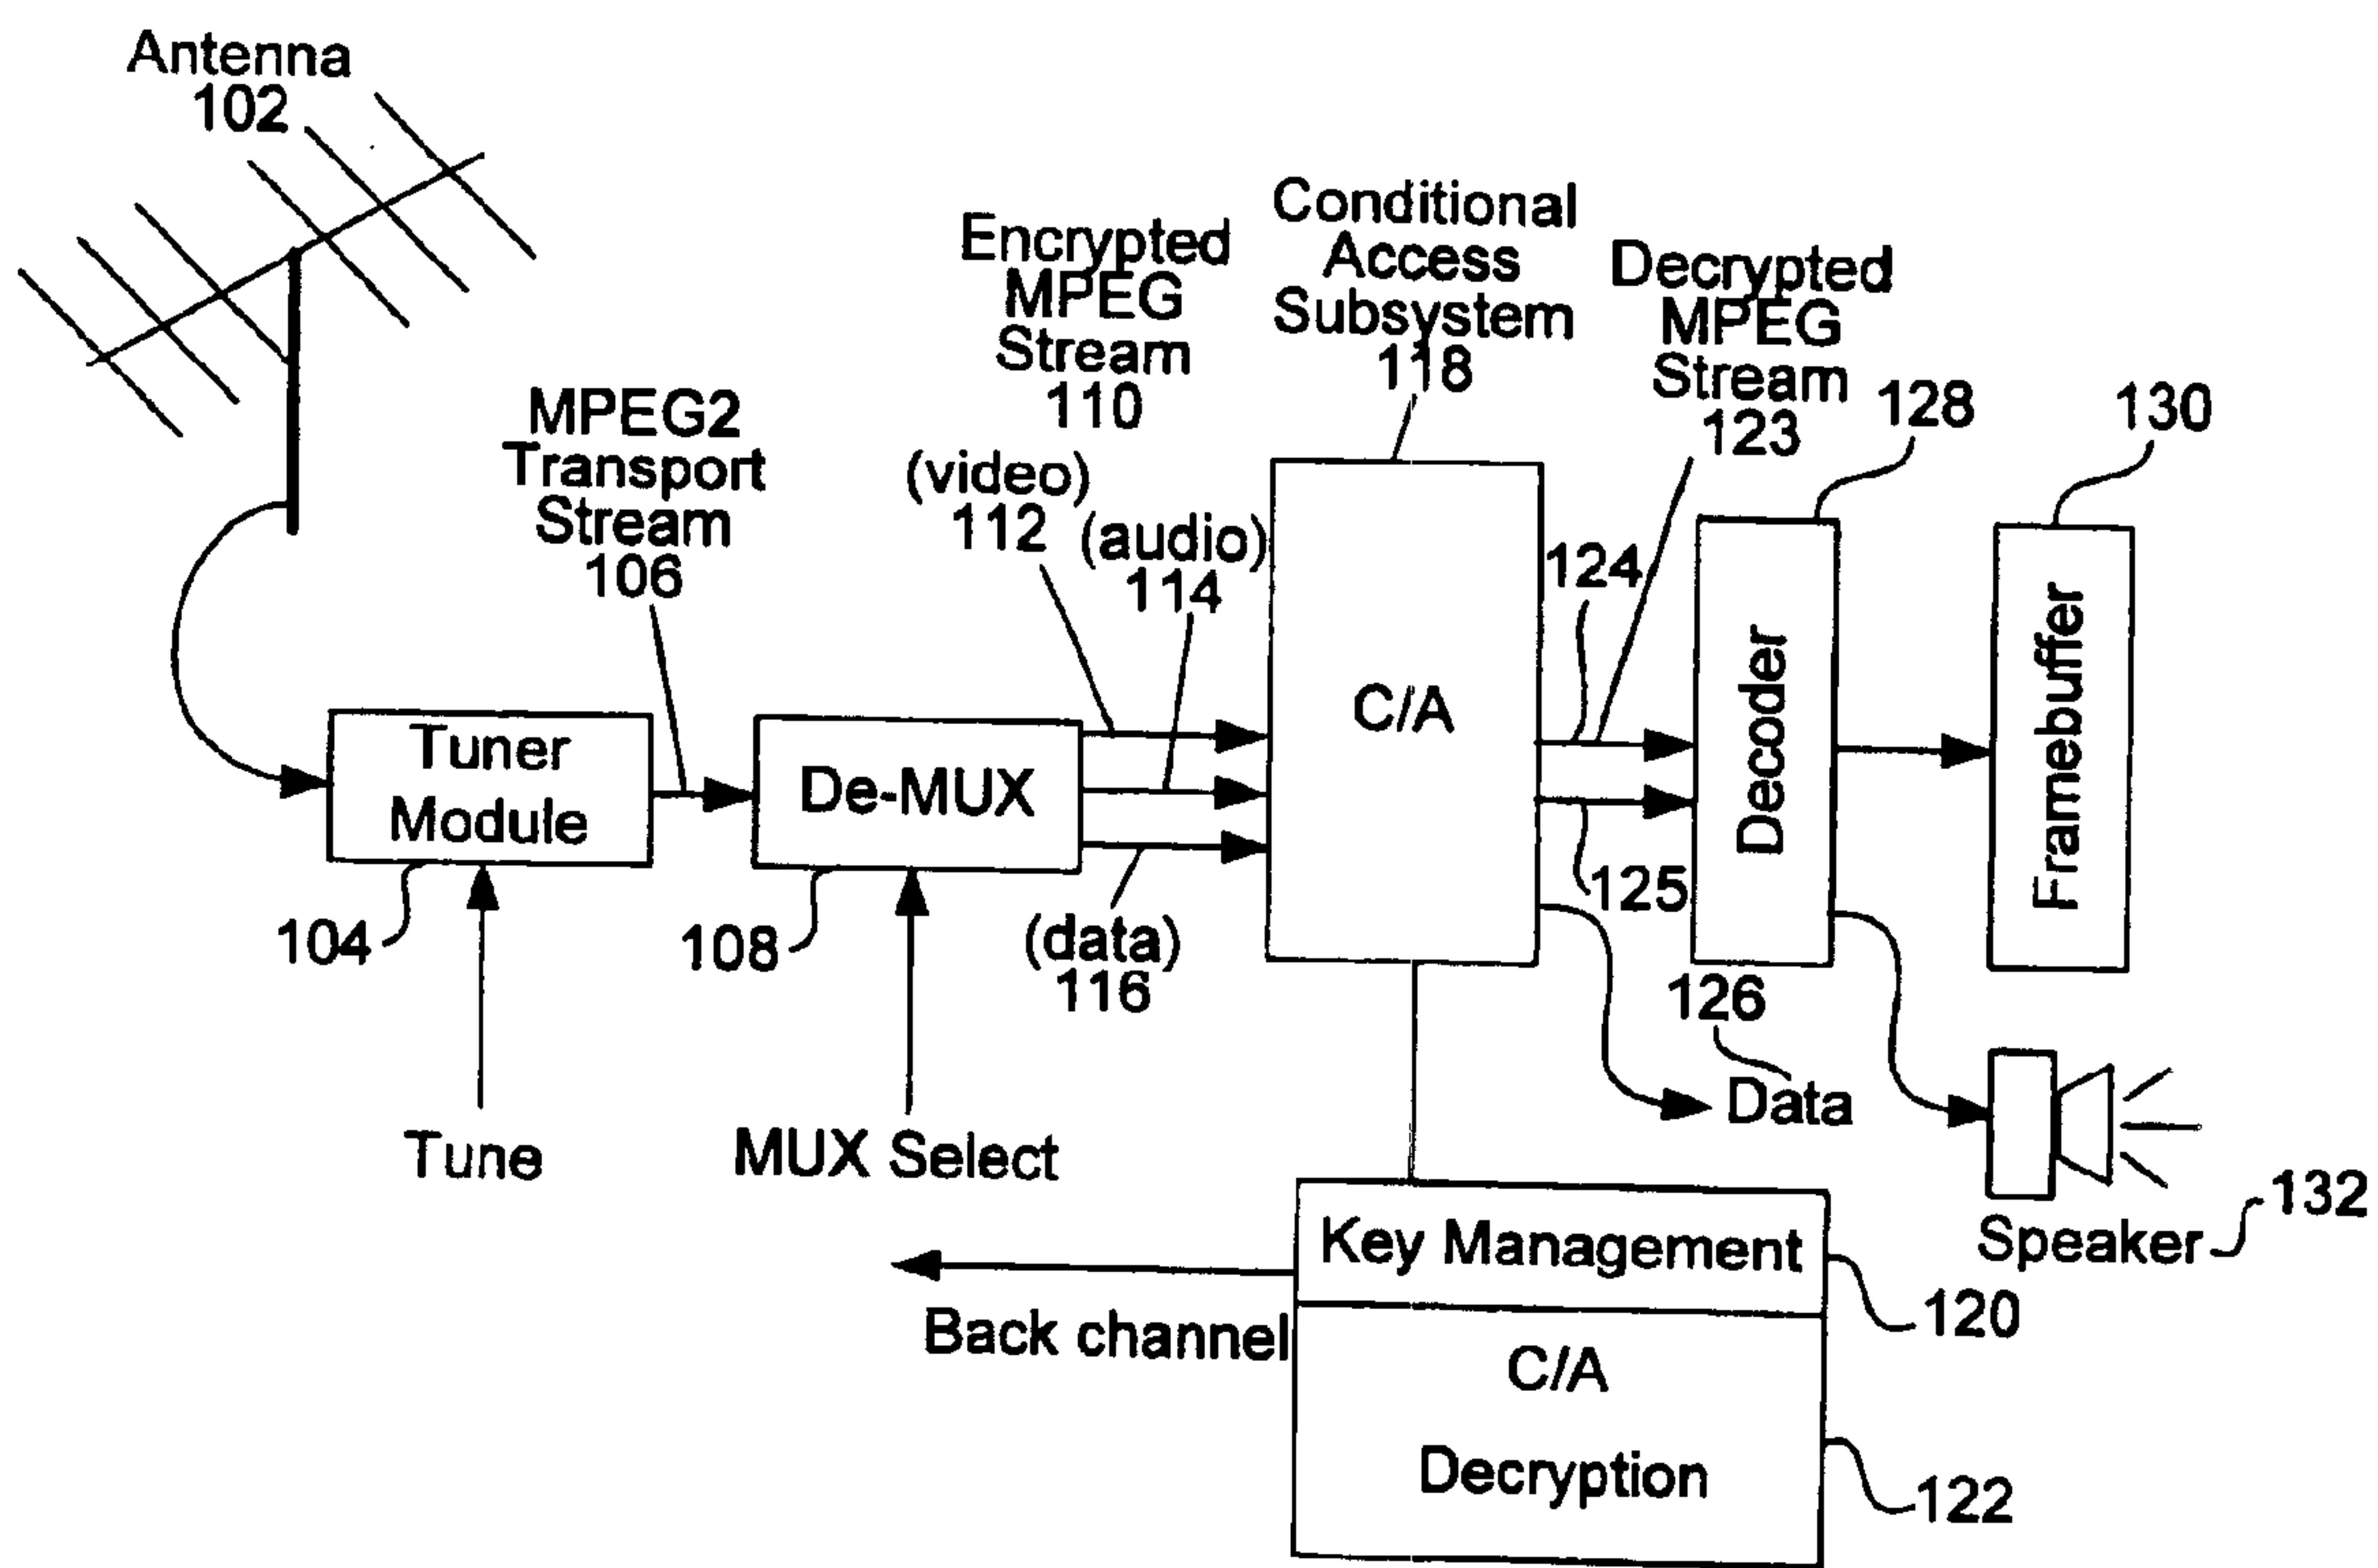 Antenna
102
MPEG2
Transport
Stream
106
Encrypted
MPEG
Stream
110
(video)
112
(audio)
114
(data)
116
Conditional
Access
Subsystem
118
Decrypted
MPEG
Stream
123
124
125
128
130
Tuner
Module
104
Tune
De-MUX
108
MUX Select
C/A
Decoder
Framebuffer
126
Data
Speaker
132
Key Management
120
Back channel
C/A
Decryption
122